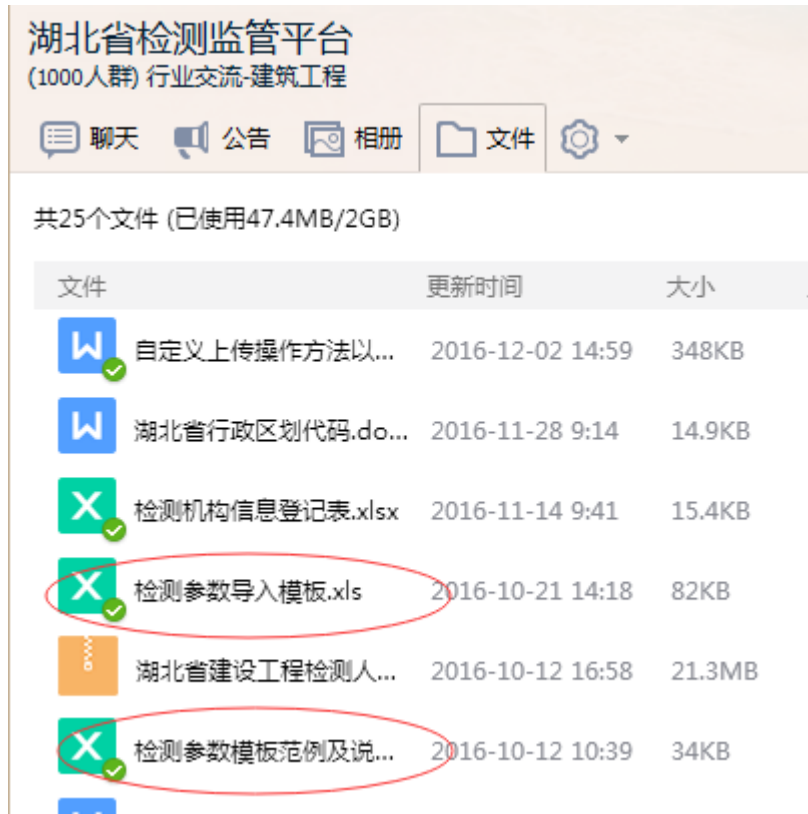 湖北省检测监管平台
(1000人群) 行业交流-建筑工程
聊天 公告 相册 文件
共25个文件 (已使用47.4MB/2GB)
文件 更新时间 大小
自定义上传操作方法以... 2016-12-02 14:59 348KB
湖北省行政区划代码.do... 2016-11-28 9:14 14.9KB
检测机构信息登记表.xlsx 2016-11-14 9:41 15.4KB
检测参数导入模板.xls 2016-10-21 14:18 82KB
湖北省建设工程检测人... 2016-10-12 16:58 21.3MB
检测参数模板范例及说... 2016-10-12 10:39 34KB